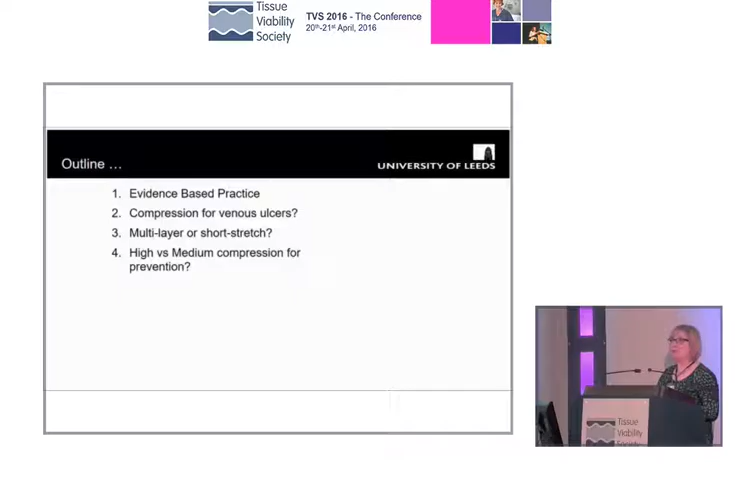 Tissue
Viability
Society
TVS 2016 - The Conference
20th-21st April, 2016
Outline ...
UNIVERSITY OF LEEDS
1. Evidence Based Practice
2. Compression for venous ulcers?
3. Multi-layer or short-stretch?
4. High vs Medium compression for
prevention?
Tissue
Viability
Society